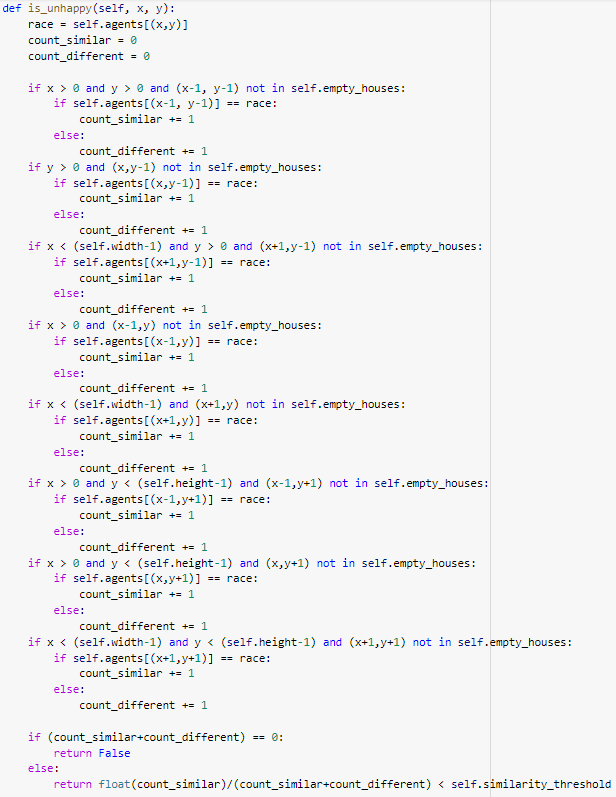 def is_unhappy(self, x, y):
    race = self.agents[(x,y)]
    count_similar = 0
    count_different = 0

    if x > 0 and y > 0 and (x-1, y-1) not in self.empty_houses:
        if self.agents[(x-1, y-1)] == race:
            count_similar += 1
        else:
            count_different += 1
    if y > 0 and (x,y-1) not in self.empty_houses:
        if self.agents[(x,y-1)] == race:
            count_similar += 1
        else:
            count_different += 1
    if x < (self.width-1) and y > 0 and (x+1,y-1) not in self.empty_houses:
        if self.agents[(x+1,y-1)] == race:
            count_similar += 1
        else:
            count_different += 1
    if x > 0 and (x-1,y) not in self.empty_houses:
        if self.agents[(x-1,y)] == race:
            count_similar += 1
        else:
            count_different += 1
    if x < (self.width-1) and (x+1,y) not in self.empty_houses:
        if self.agents[(x+1,y)] == race:
            count_similar += 1
        else:
            count_different += 1
    if x > 0 and y < (self.height-1) and (x-1,y+1) not in self.empty_houses:
        if self.agents[(x-1,y+1)] == race:
            count_similar += 1
        else:
            count_different += 1
    if x > 0 and y < (self.height-1) and (x,y+1) not in self.empty_houses:
        if self.agents[(x,y+1)] == race:
            count_similar += 1
        else:
            count_different += 1
    if x < (self.width-1) and y < (self.height-1) and (x+1,y+1) not in self.empty_houses:
        if self.agents[(x+1,y+1)] == race:
            count_similar += 1
        else:
            count_different += 1

    if (count_similar+count_different) == 0:
        return False
    else:
        return float(count_similar)/(count_similar+count_different) < self.similarity_threshold